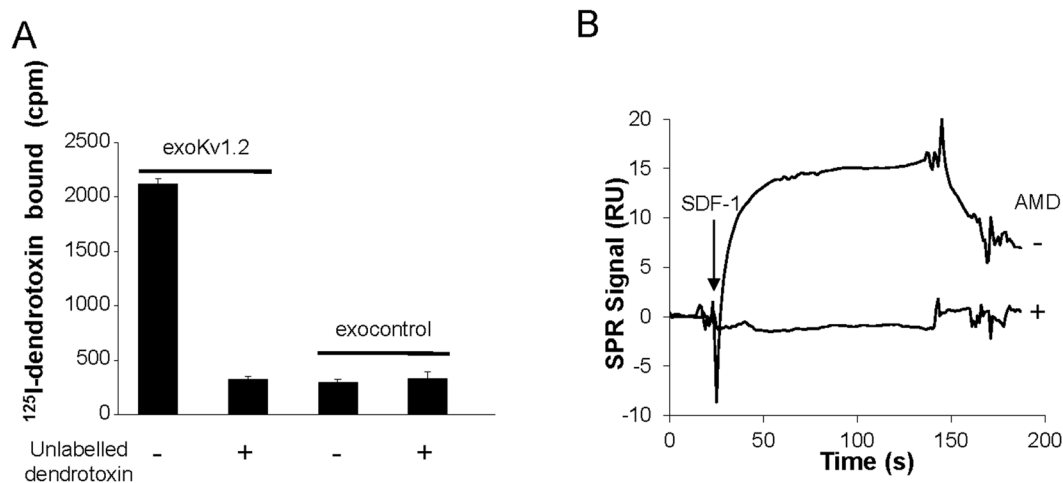 A
¹²⁵I-dendrotoxin bound (cpm)
2500
2000
1500
1000
500
0
exoKv1.2
exocontrol
Unlabelled
dendrotoxin
- + - +
B
SPR Signal (RU)
20
15
10
5
0
-5
-10
SDF-1
AMD
-
+
0 50 100 150 200
Time (s)